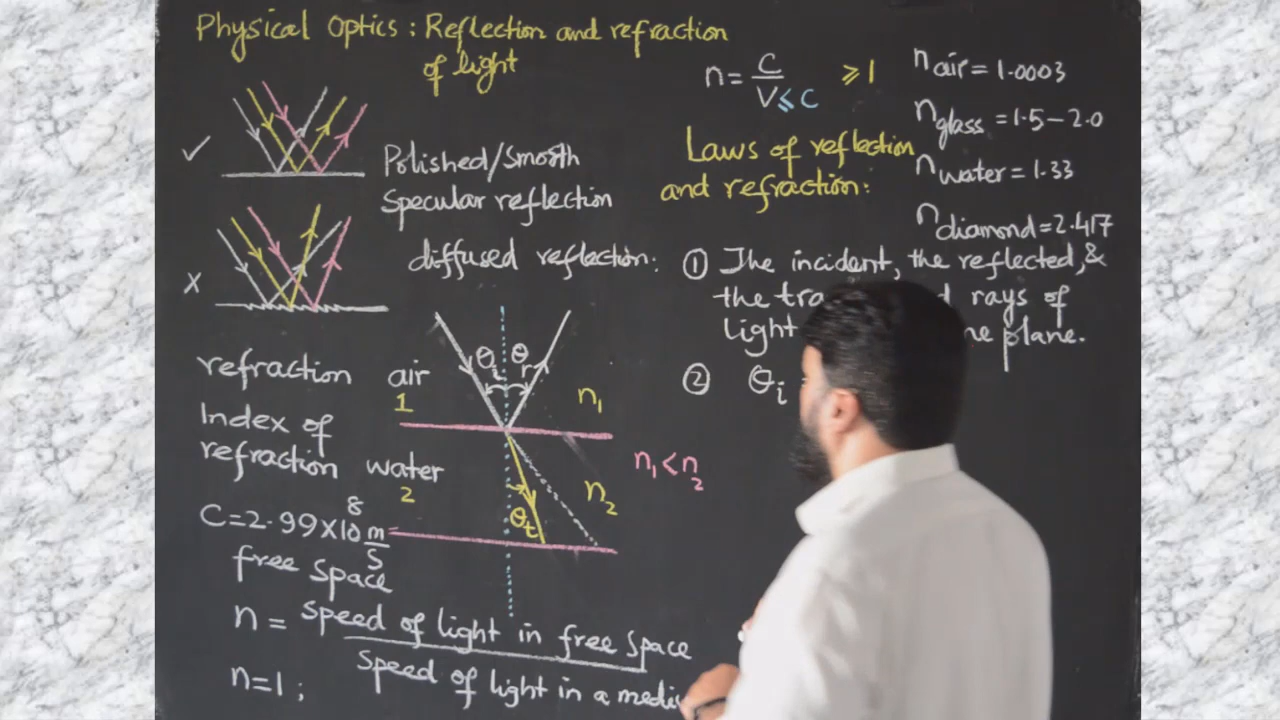 Physical Optics: Reflection and refraction
of light
✓
Polished/Smooth
Specular reflection
x
diffused reflection:
refraction
Index of
refraction
C=2.99×10⁸ m/s
free space
n = Speed of light in free space
Speed of light in a
n=1;
air
1
water
2
θi θr
n₁
n₂
θt
n₁<n₂
n = C/V ≤ C ≥ 1
n air = 1.0003
n glass = 1.5-2.0
n water = 1.33
n diamond = 2.417
Laws of reflection
and refraction:
① The incident, the reflected, &
the rays of
Light plane.
② θi